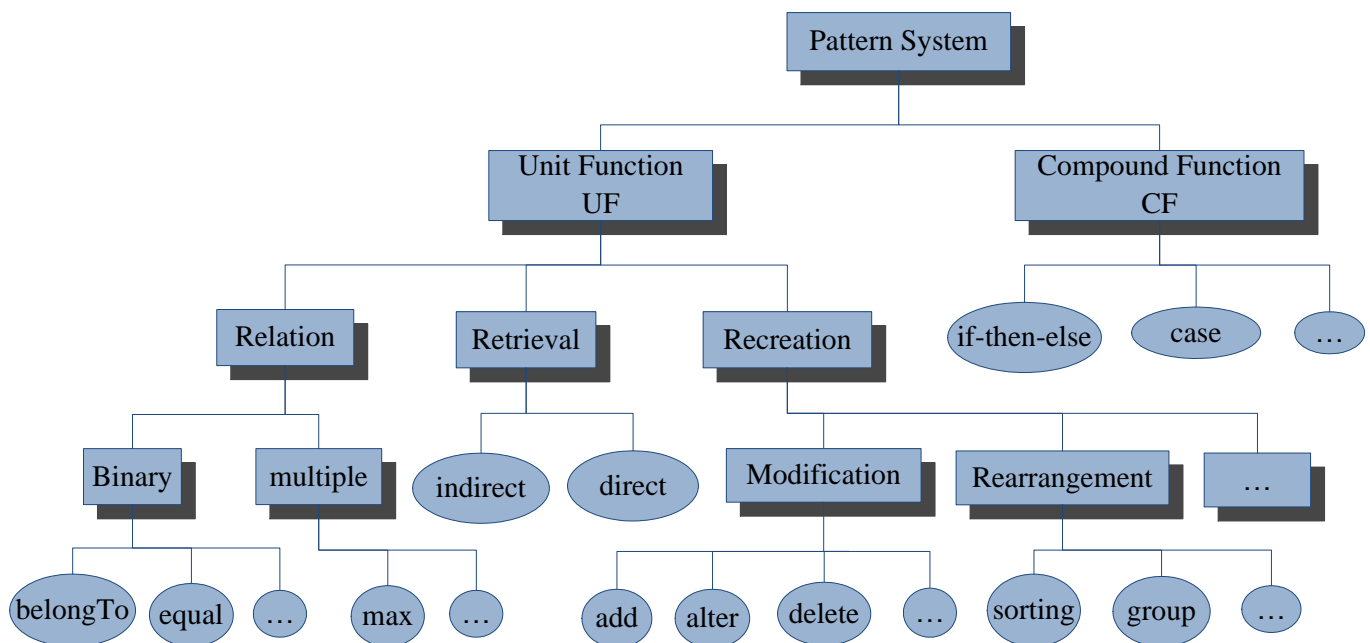 Pattern System
Unit Function
UF
Compound Function
CF
Relation
Retrieval
Recreation
if-then-else
case
…
Binary
multiple
indirect
direct
Modification
Rearrangement
…
belongTo
equal
…
max
…
add
alter
delete
…
sorting
group
…